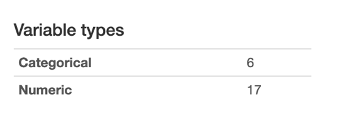 Variable types
Categorical 6
Numeric 17